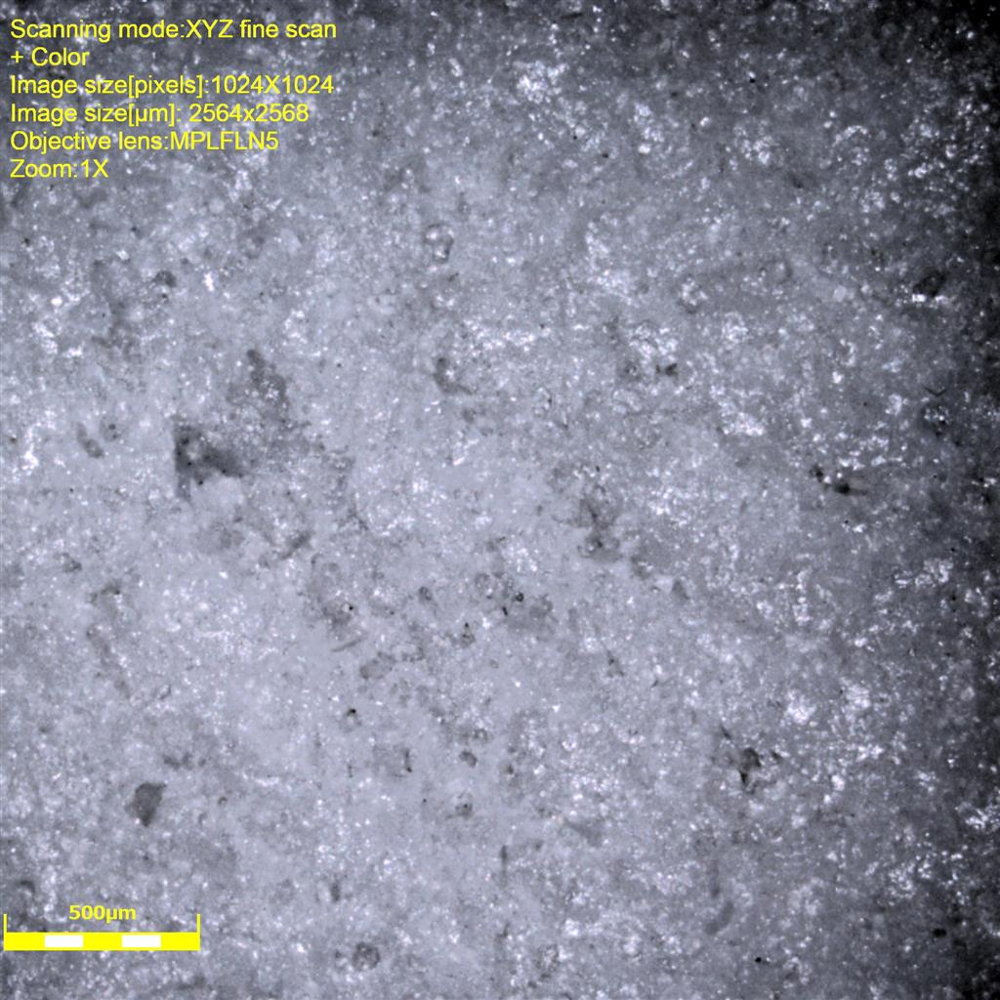 Scanning mode:XYZ fine scan
+ Color
Image size[pixels]:1024X1024
Image size[µm]: 2564x2568
Objective lens:MPLFLN5
Zoom:1X
500µm